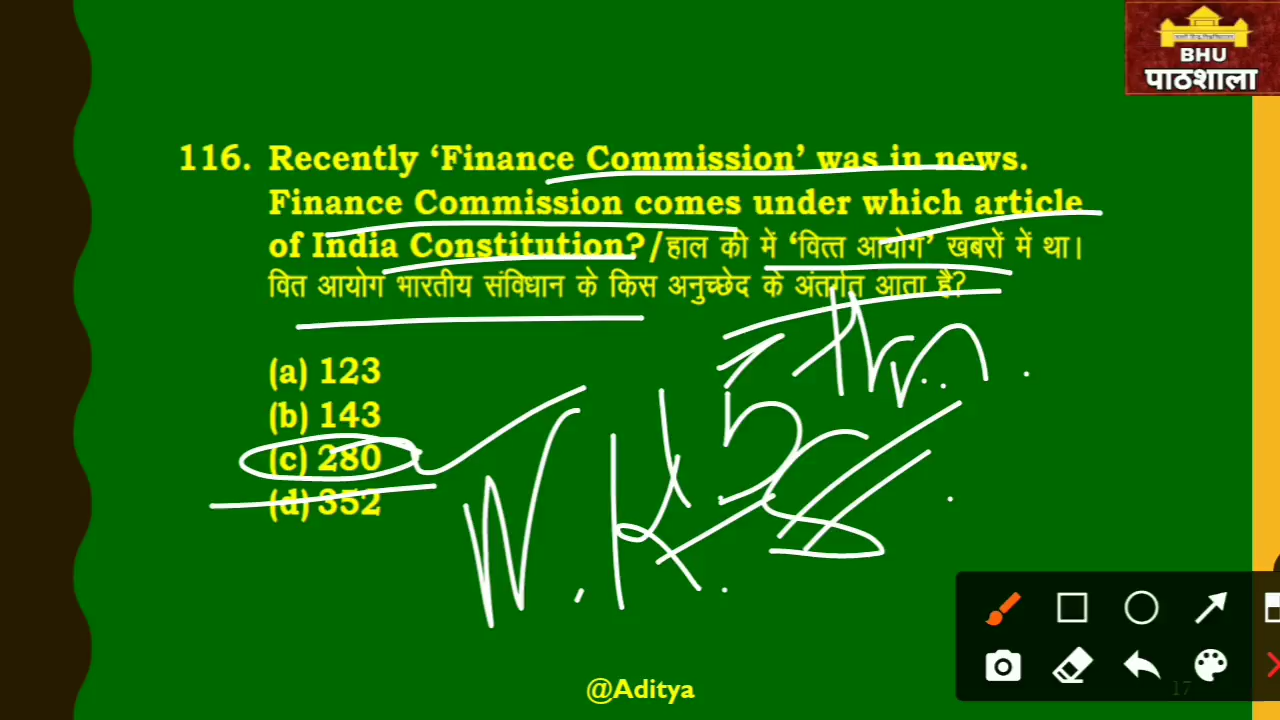 BHU
पाठशाला
116. Recently ‘Finance Commission’ was in news.
Finance Commission comes under which article
of India Constitution?/हाल की में ‘वित्त आयोग’ खबरों में था।
वित आयोग भारतीय संविधान के किस अनुच्छेद के अंतर्गत आता है?
(a) 123
(b) 143
(c) 280
(d) 352
@Aditya
17